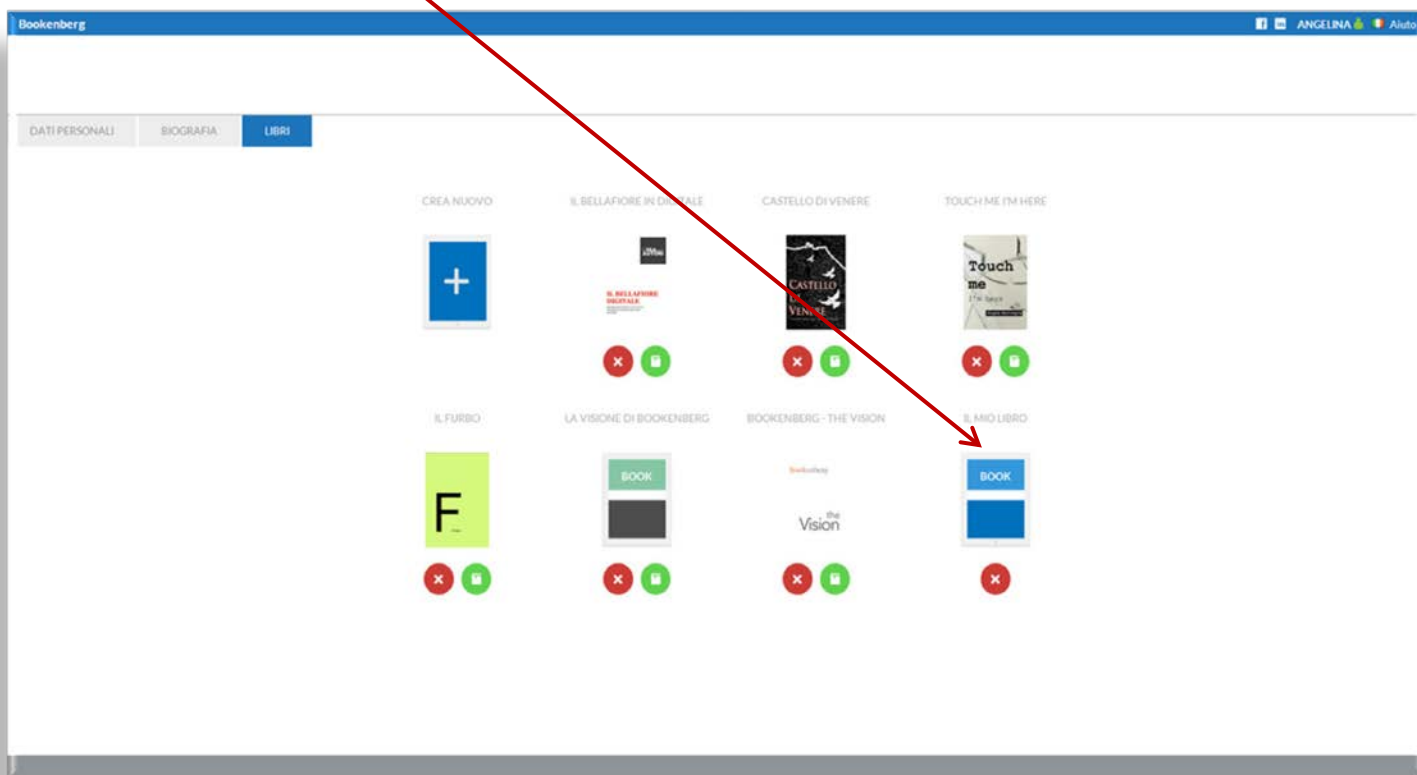 Bookenberg
f in ANGELINA Aiuto
DATI PERSONALI BIOGRAFIA LIBRI
CREA NUOVO IL BELLAFIORE IN DIGITALE CASTELLO DI VENERE TOUCH ME I'M HERE
+
IL BELLAFIORE
DIGITALE
CASTELLO
DI
VENERE
Touch
me
I'm here
IL FURBO LA VISIONE DI BOOKENBERG BOOKENBERG - THE VISION IL MIO LIBRO
F
BOOK
the
Vision
BOOK